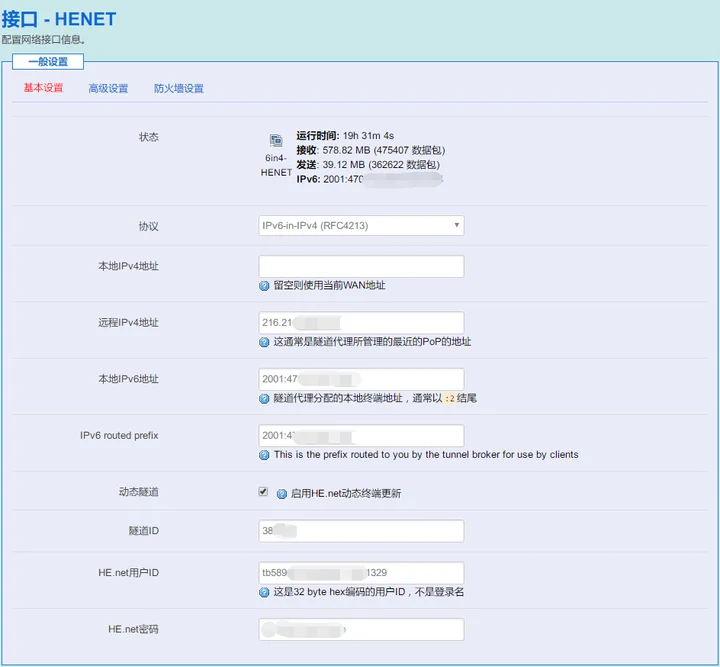 接口 - HENET
配置网络接口信息。
一般设置
基本设置 高级设置 防火墙设置
状态
6in4-HENET
运行时间: 19h 31m 4s
接收: 578.82 MB (475407 数据包)
发送: 39.12 MB (362622 数据包)
IPv6: 2001:470
协议 IPv6-in-IPv4 (RFC4213)
本地IPv4地址
留空则使用当前WAN地址
远程IPv4地址 216.21
这通常是隧道代理所管理的最近的PoP的地址
本地IPv6地址 2001:47
隧道代理分配的本地终端地址，通常以 :2 结尾
IPv6 routed prefix 2001:4
This is the prefix routed to you by the tunnel broker for use by clients
动态隧道 启用HE.net动态终端更新
隧道ID 38
HE.net用户ID tb589 1329
这是32 byte hex编码的用户ID，不是登录名
HE.net密码